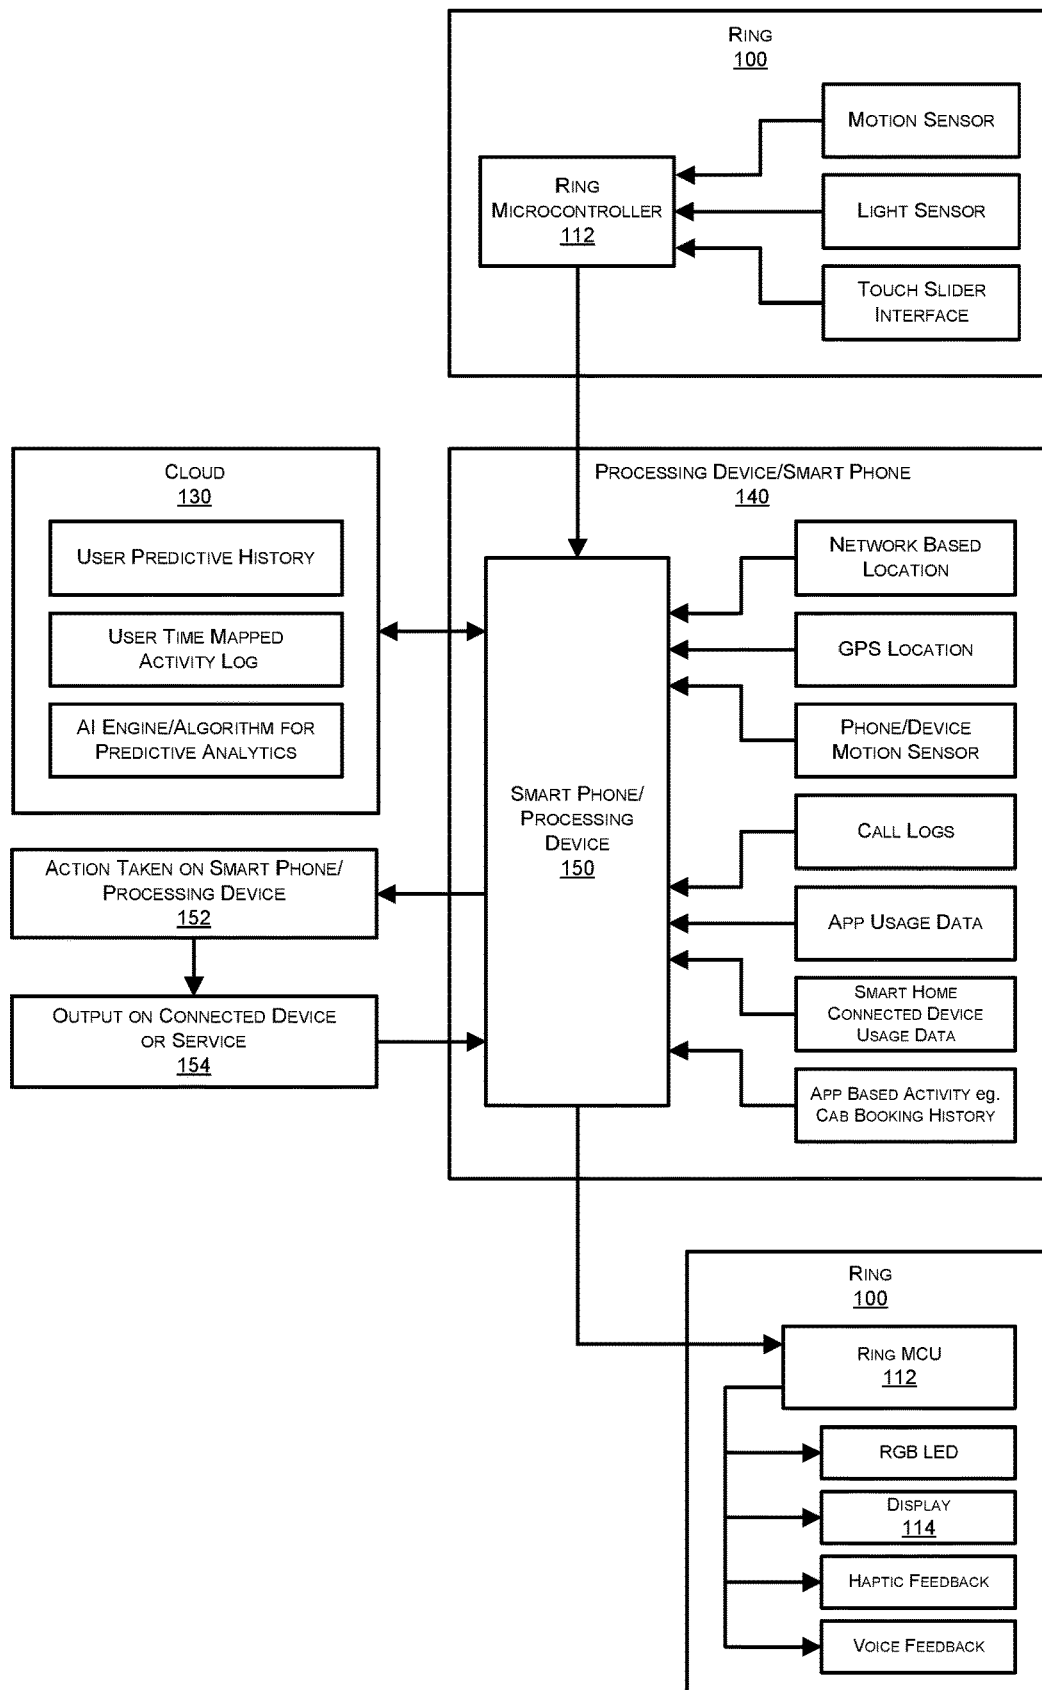 RING
100
MOTION SENSOR
RING
MICROCONTROLLER
112
LIGHT SENSOR
TOUCH SLIDER
INTERFACE
CLOUD
130
USER PREDICTIVE HISTORY
USER TIME MAPPED
ACTIVITY LOG
AI ENGINE/ALGORITHM FOR
PREDICTIVE ANALYTICS
PROCESSING DEVICE/SMART PHONE
140
NETWORK BASED
LOCATION
GPS LOCATION
PHONE/DEVICE
MOTION SENSOR
SMART PHONE/
PROCESSING
DEVICE
150
CALL LOGS
APP USAGE DATA
SMART HOME
CONNECTED DEVICE
USAGE DATA
APP BASED ACTIVITY eg.
CAB BOOKING HISTORY
ACTION TAKEN ON SMART PHONE/
PROCESSING DEVICE
152
OUTPUT ON CONNECTED DEVICE
OR SERVICE
154
RING
100
RING MCU
112
RGB LED
DISPLAY
114
HAPTIC FEEDBACK
VOICE FEEDBACK